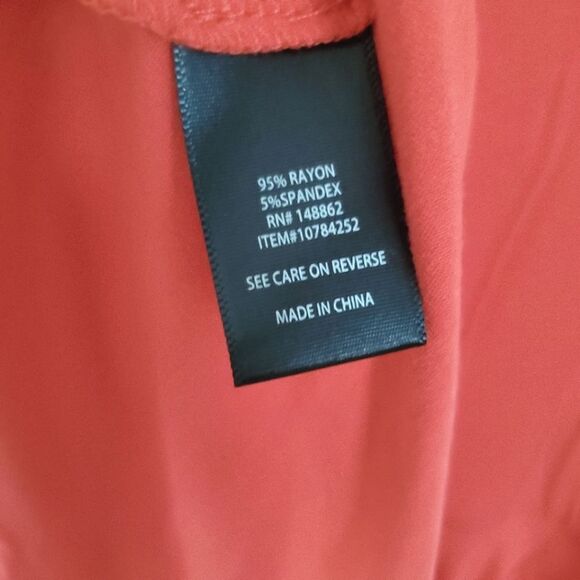 95% RAYON
5%SPANDEX
RN# 148862
ITEM#10784252
SEE CARE ON REVERSE
MADE IN CHINA